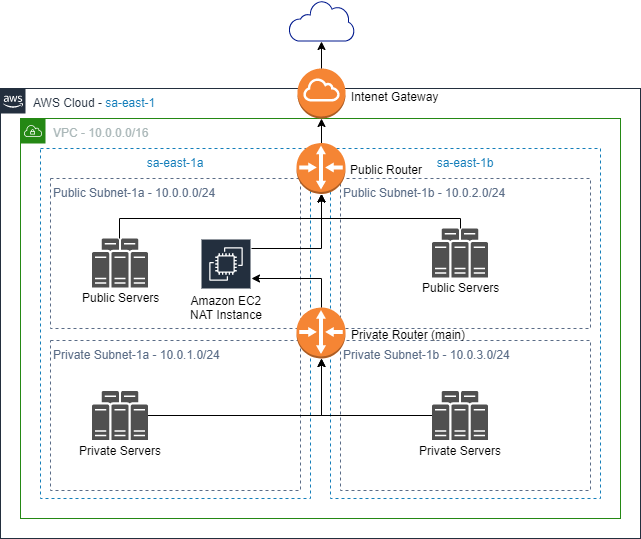 aws
AWS Cloud - sa-east-1
Intenet Gateway
VPC - 10.0.0.0/16
sa-east-1a
sa-east-1b
Public Router
Public Subnet-1a - 10.0.0.0/24
Public Subnet-1b - 10.0.2.0/24
Public Servers
Amazon EC2
NAT Instance
Public Servers
Private Router (main)
Private Subnet-1a - 10.0.1.0/24
Private Subnet-1b - 10.0.3.0/24
Private Servers
Private Servers